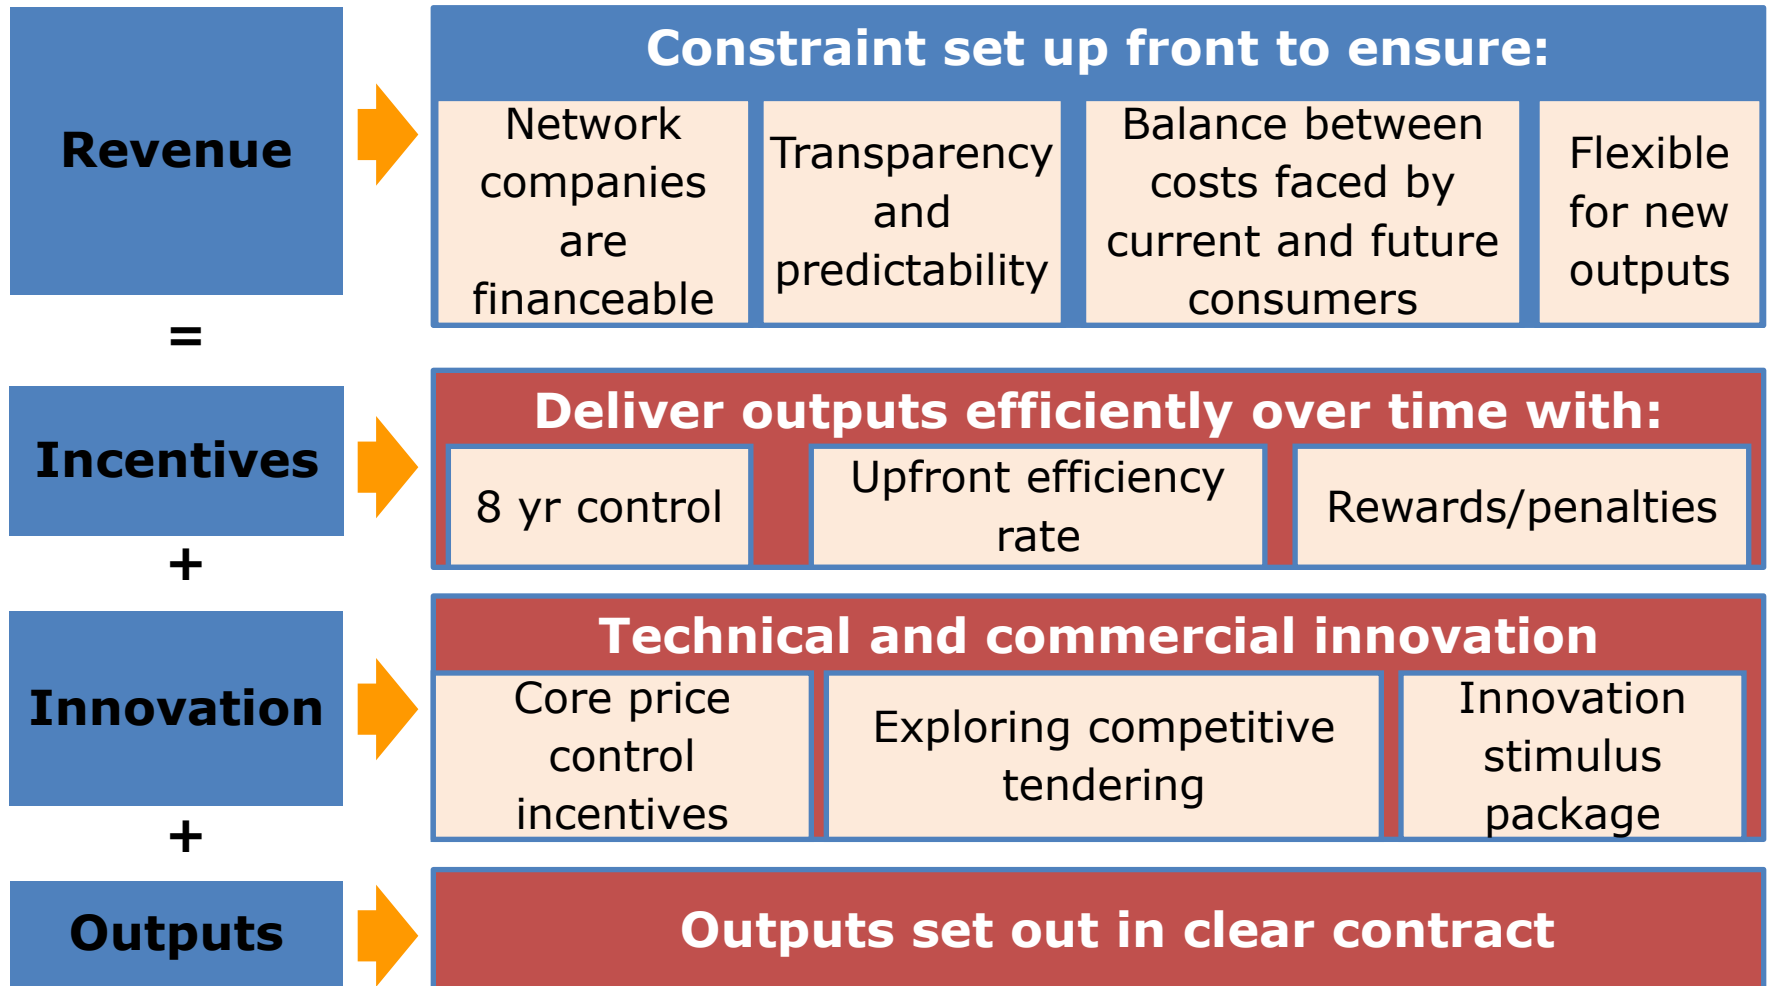 Revenue
Constraint set up front to ensure:
Network
companies
are
financeable
Transparency
and
predictability
Balance between
costs faced by
current and future
consumers
Flexible
for new
outputs
=
Incentives
Deliver outputs efficiently over time with:
8 yr control
Upfront efficiency
rate
Rewards/penalties
+
Innovation
Technical and commercial innovation
Core price
control
incentives
Exploring competitive
tendering
Innovation
stimulus
package
+
Outputs
Outputs set out in clear contract